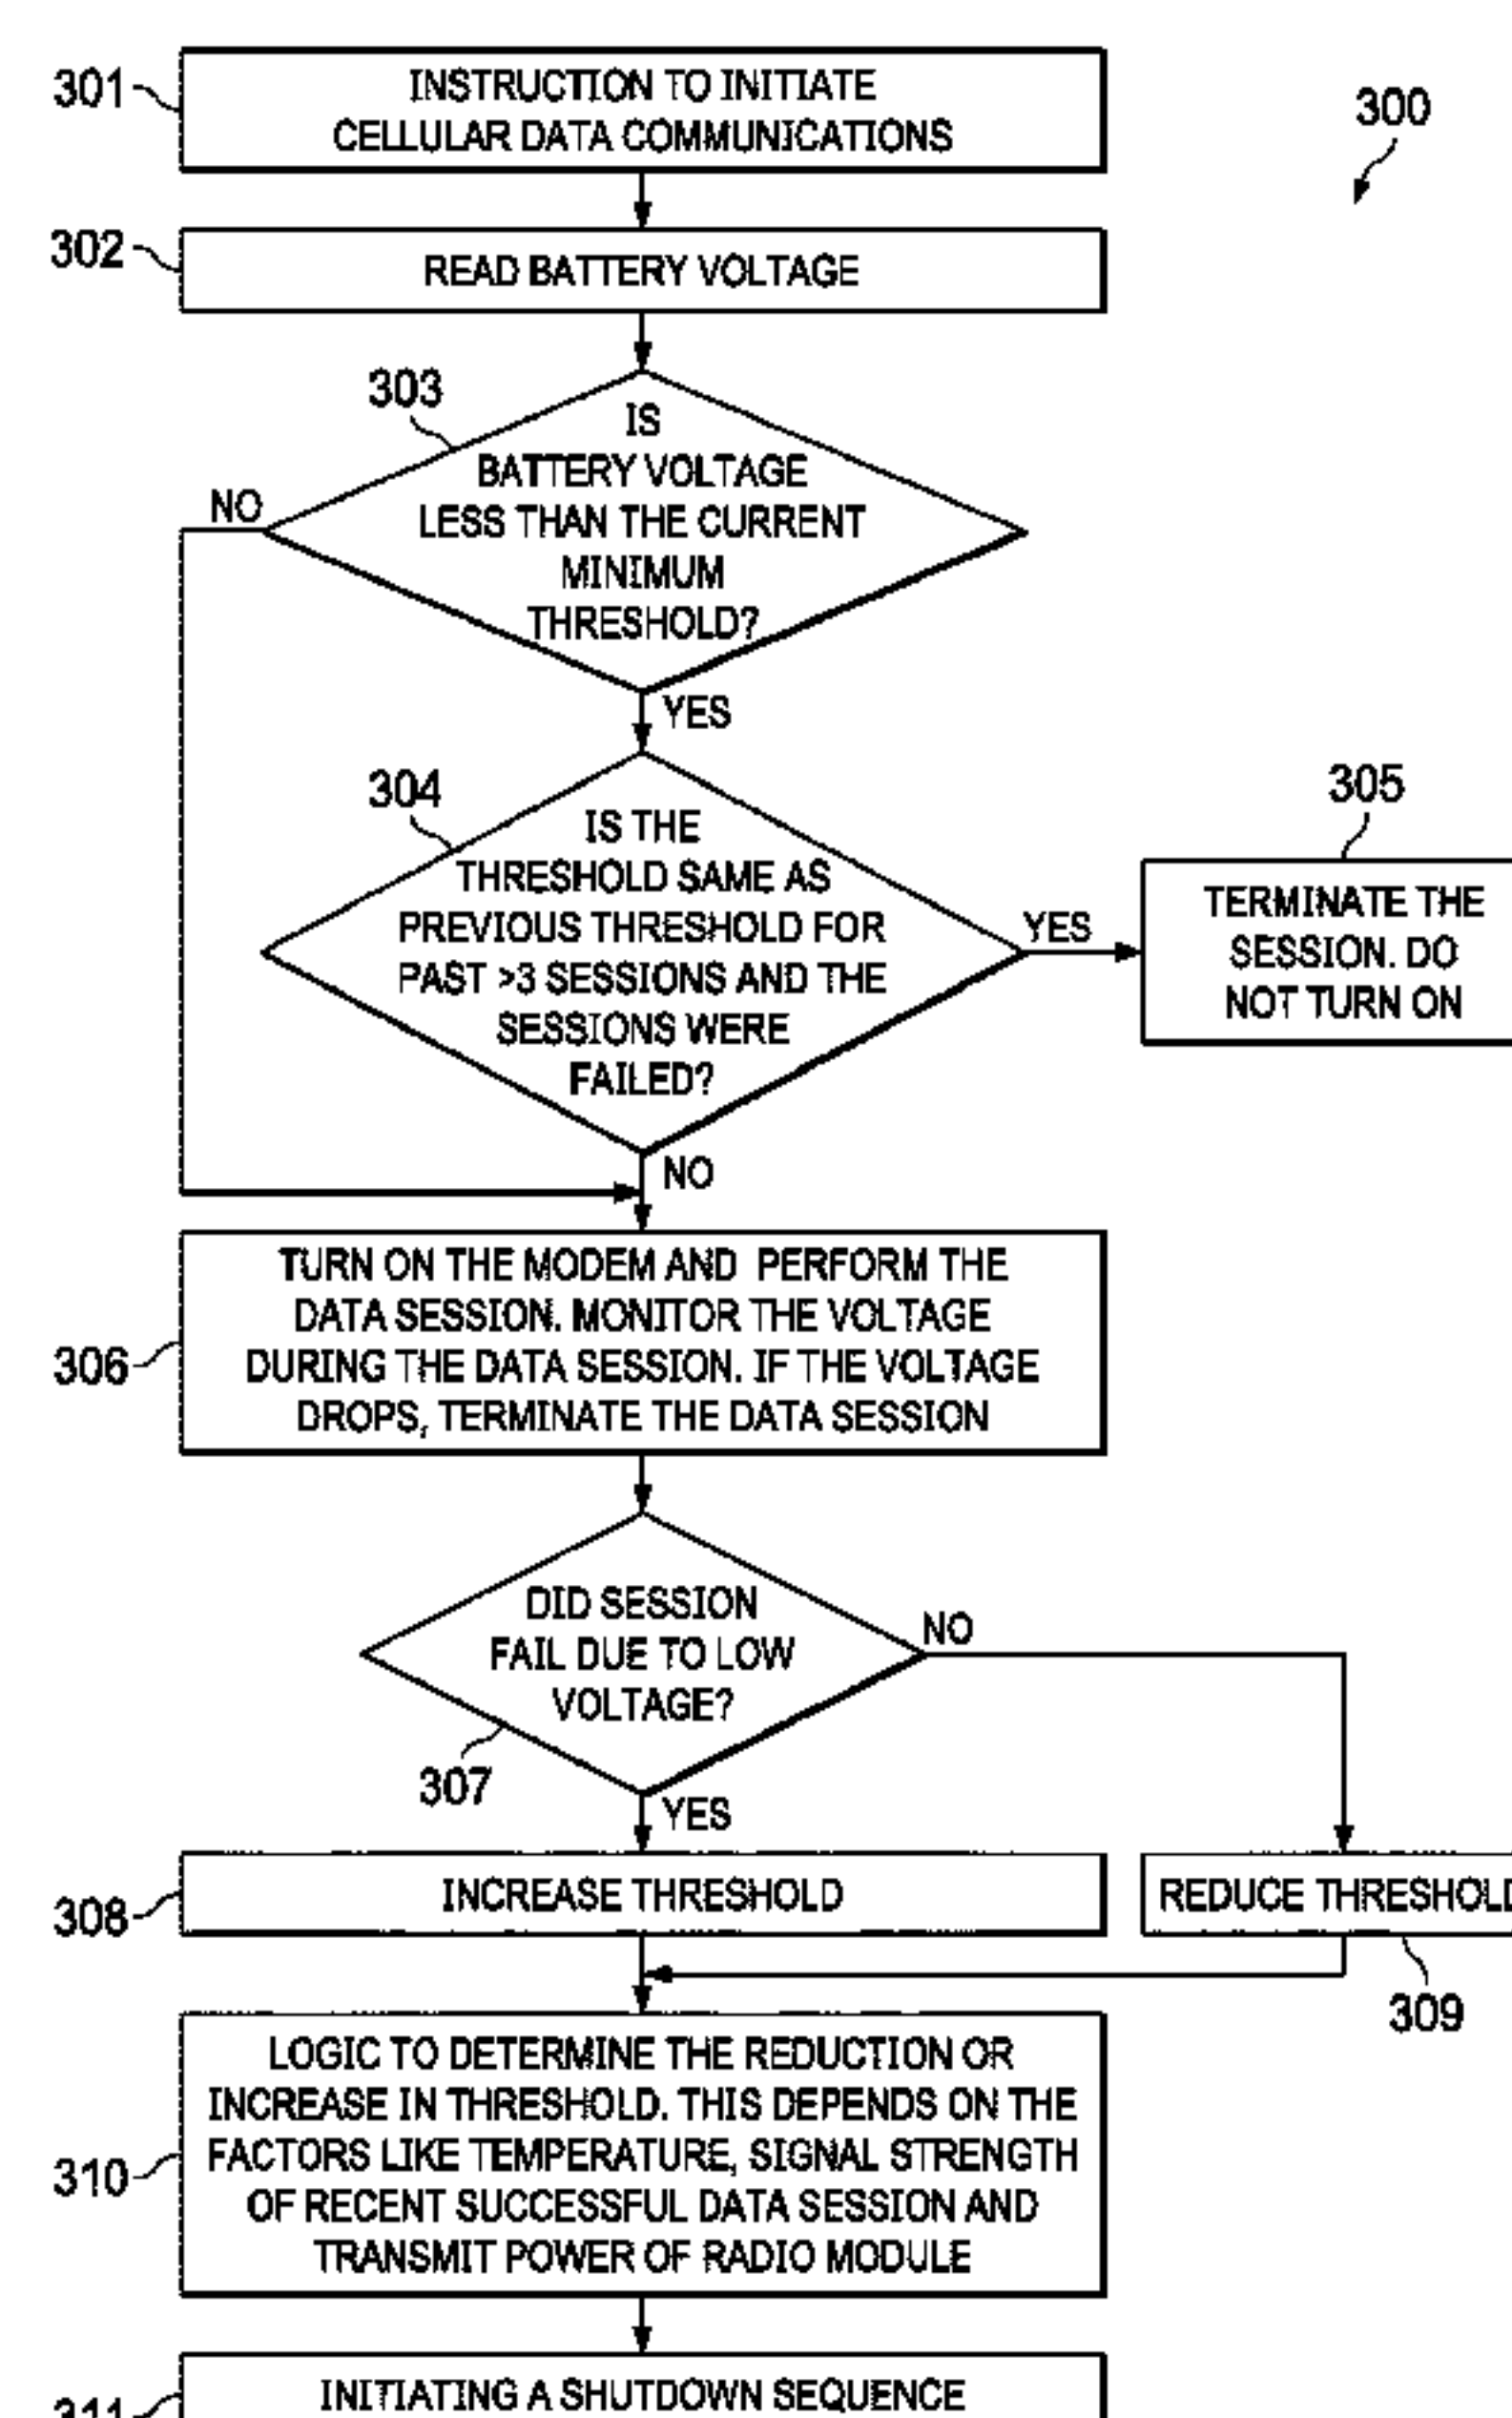 301
INSTRUCTION TO INITIATE
CELLULAR DATA COMMUNICATIONS
300
302
READ BATTERY VOLTAGE
303
IS
BATTERY VOLTAGE
LESS THAN THE CURRENT
MINIMUM
THRESHOLD?
NO
YES
304
IS THE
THRESHOLD SAME AS
PREVIOUS THRESHOLD FOR
PAST >3 SESSIONS AND THE
SESSIONS WERE
FAILED?
YES
305
TERMINATE THE
SESSION. DO
NOT TURN ON
NO
306
TURN ON THE MODEM AND PERFORM THE
DATA SESSION. MONITOR THE VOLTAGE
DURING THE DATA SESSION. IF THE VOLTAGE
DROPS, TERMINATE THE DATA SESSION
DID SESSION
FAIL DUE TO LOW
VOLTAGE?
NO
307
YES
308
INCREASE THRESHOLD
REDUCE THRESHOLD
309
310
LOGIC TO DETERMINE THE REDUCTION OR
INCREASE IN THRESHOLD. THIS DEPENDS ON THE
FACTORS LIKE TEMPERATURE, SIGNAL STRENGTH
OF RECENT SUCCESSFUL DATA SESSION AND
TRANSMIT POWER OF RADIO MODULE
311
INITIATING A SHUTDOWN SEQUENCE